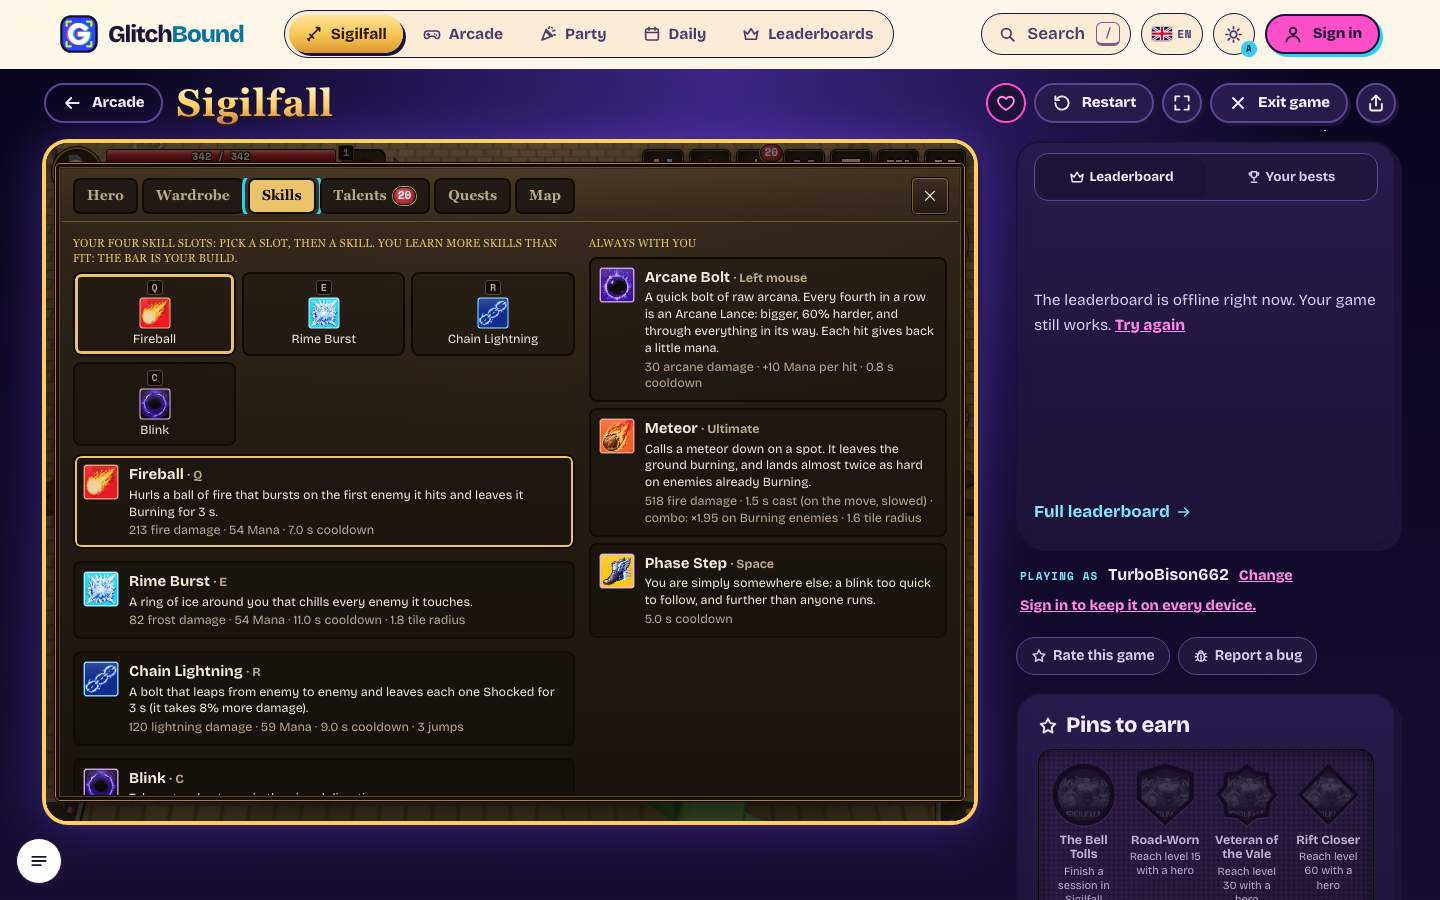 GlitchBound
Sigilfall
Arcade
Party
Daily
Leaderboards
Search /
EN
A
Sign in
Arcade
Sigilfall
Restart
Exit game
342 / 342
1
20
Hero
Wardrobe
Skills
Talents 20
Quests
Map
YOUR FOUR SKILL SLOTS: PICK A SLOT, THEN A SKILL. YOU LEARN MORE SKILLS THAN
FIT: THE BAR IS YOUR BUILD.
Q
Fireball
E
Rime Burst
R
Chain Lightning
C
Blink
Fireball · Q
Hurls a ball of fire that bursts on the first enemy it hits and leaves it
Burning for 3 s.
213 fire damage · 54 Mana · 7.0 s cooldown
Rime Burst · E
A ring of ice around you that chills every enemy it touches.
82 frost damage · 54 Mana · 11.0 s cooldown · 1.8 tile radius
Chain Lightning · R
A bolt that leaps from enemy to enemy and leaves each one Shocked for
3 s (it takes 8% more damage).
120 lightning damage · 59 Mana · 9.0 s cooldown · 3 jumps
Blink · C
ALWAYS WITH YOU
Arcane Bolt · Left mouse
A quick bolt of raw arcana. Every fourth in a row
is an Arcane Lance: bigger, 60% harder, and
through everything in its way. Each hit gives back
a little mana.
30 arcane damage · +10 Mana per hit · 0.8 s
cooldown
Meteor · Ultimate
Calls a meteor down on a spot. It leaves the
ground burning, and lands almost twice as hard
on enemies already Burning.
518 fire damage · 1.5 s cast (on the move, slowed) ·
combo: ×1.95 on Burning enemies · 1.6 tile radius
Phase Step · Space
You are simply somewhere else: a blink too quick
to follow, and further than anyone runs.
5.0 s cooldown
Leaderboard
Your bests
The leaderboard is offline right now. Your game
still works. Try again
Full leaderboard
PLAYING AS TurboBison662 Change
Sign in to keep it on every device.
Rate this game
Report a bug
Pins to earn
The Bell
Tolls
Finish a
session in
Sigilfall
Road-Worn
Reach level 15
with a hero
Veteran of
the Vale
Reach level
30 with a
hero
Rift Closer
Reach level
60 with a
hero